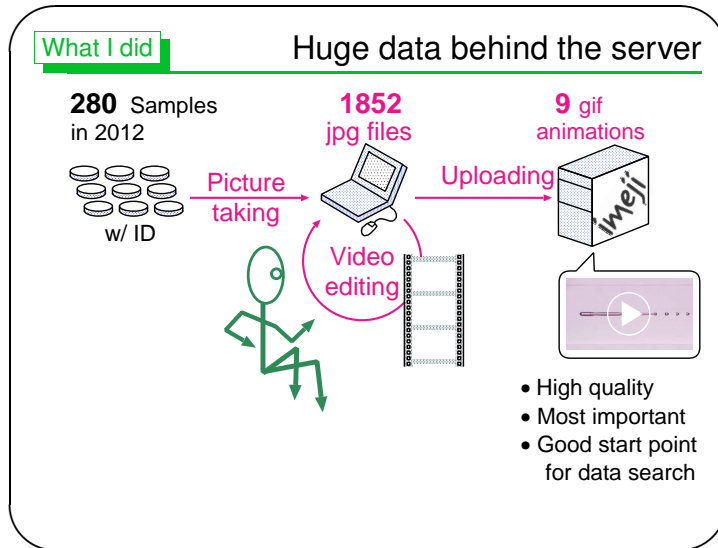 What I did
Huge data behind the server
280 Samples
in 2012
1852
jpg files
9 gif
animations
Picture
taking
Uploading
imeji
w/ ID
Video
editing
• High quality
• Most important
• Good start point
for data search